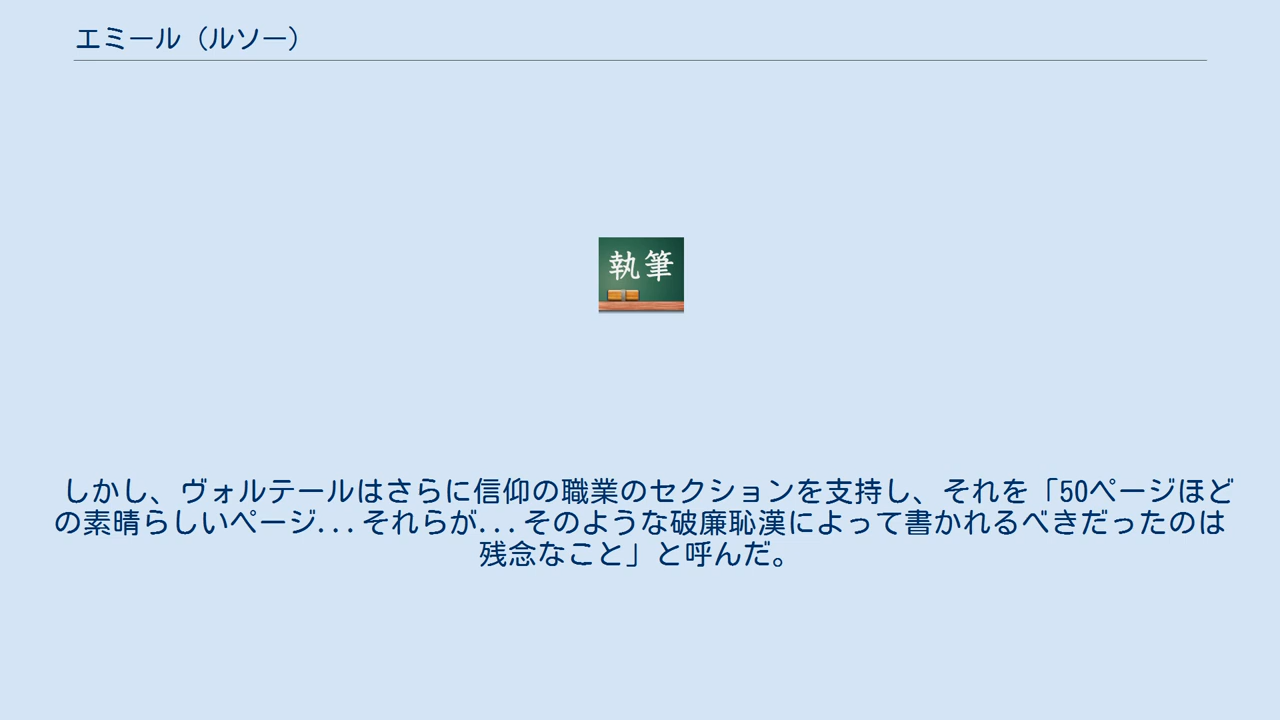 エミール（ルソー）
執筆
しかし、ヴォルテールはさらに信仰の職業のセクションを支持し、それを「50ページほど
の素晴らしいページ...それらが...そのような破廉恥漢によって書かれるべきだったのは
残念なこと」と呼んだ。